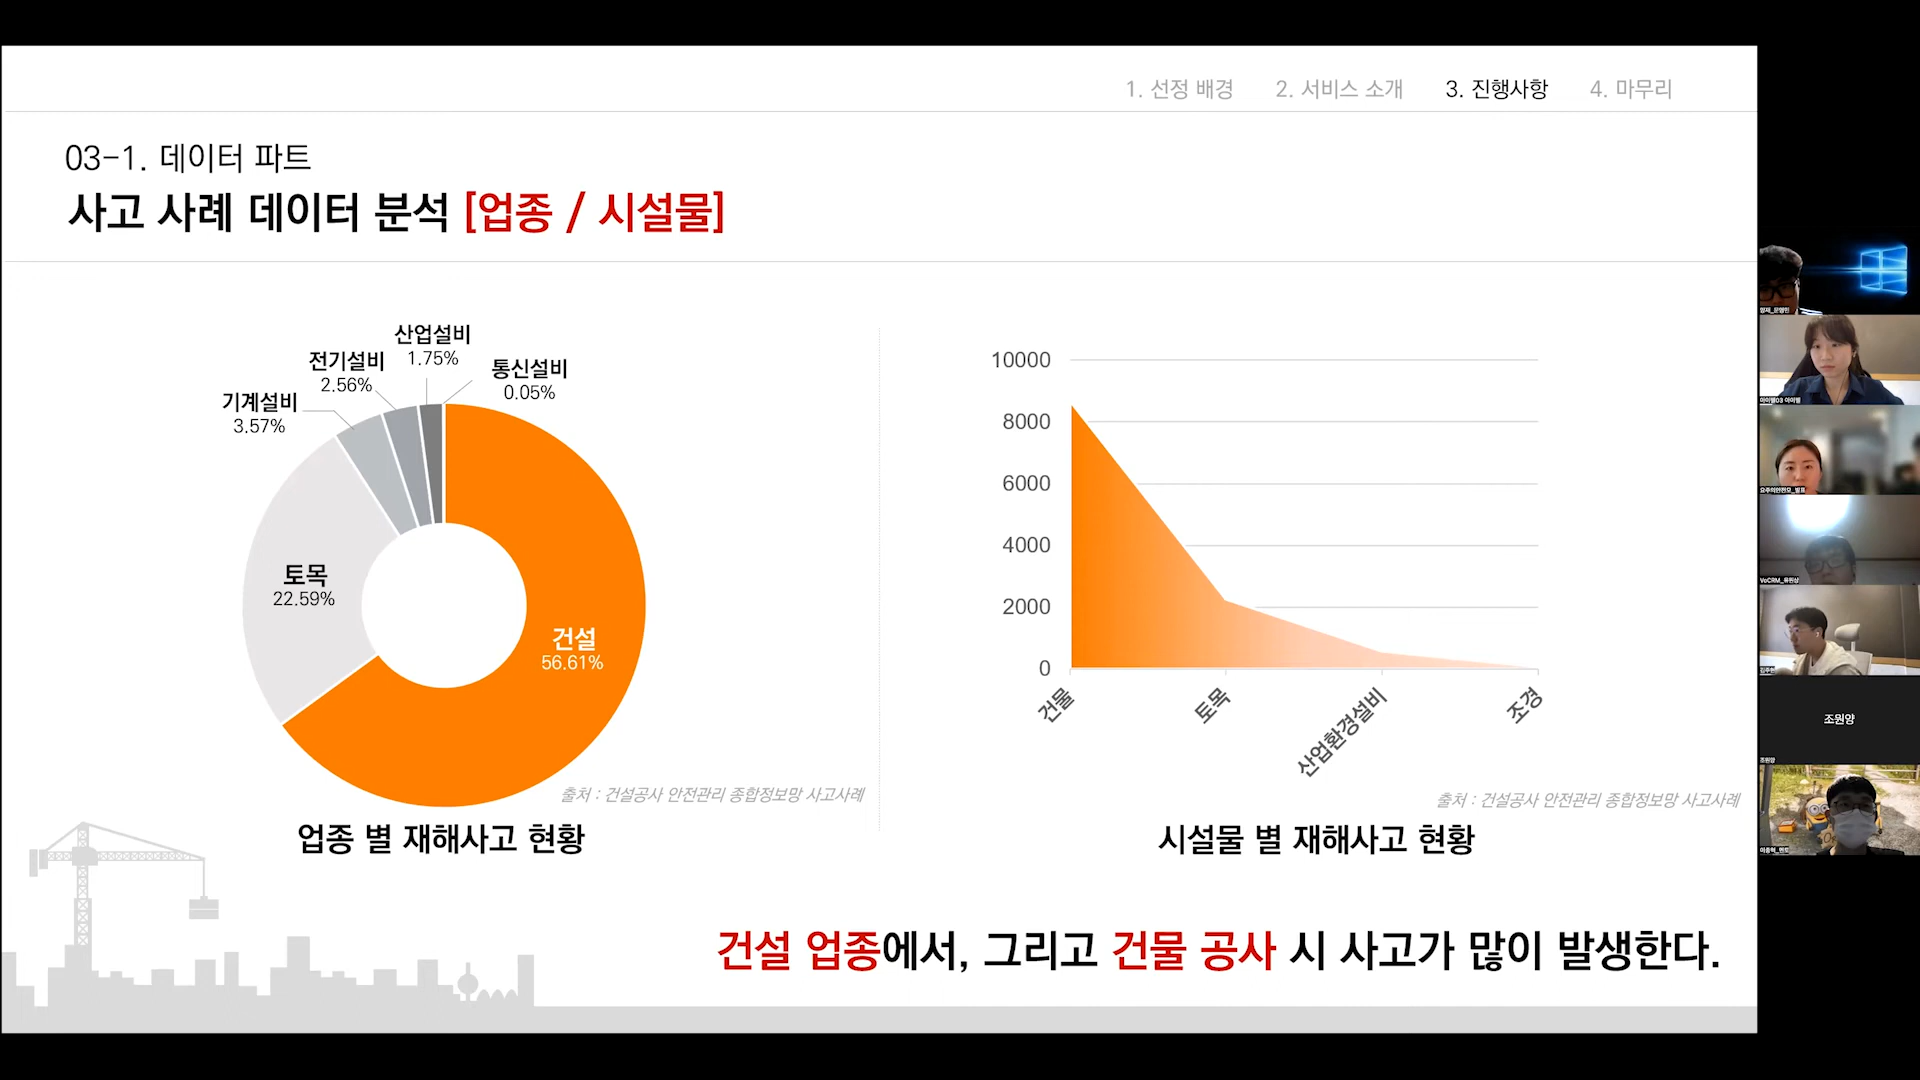 1. 선정 배경
2. 서비스 소개
3. 진행사항
4. 마무리
03-1. 데이터 파트
사고 사례 데이터 분석 [업종 / 시설물]
산업설비
1.75%
전기설비
2.56%
통신설비
0.05%
기계설비
3.57%
토목
22.59%
건설
56.61%
출처 : 건설공사 안전관리 종합정보망 사고사례
업종 별 재해사고 현황
10000
8000
6000
4000
2000
0
건물
토목
산업환경설비
조경
출처 : 건설공사 안전관리 종합정보망 사고사례
시설물 별 재해사고 현황
건설 업종에서, 그리고 건물 공사 시 사고가 많이 발생한다.
조원양
조원양